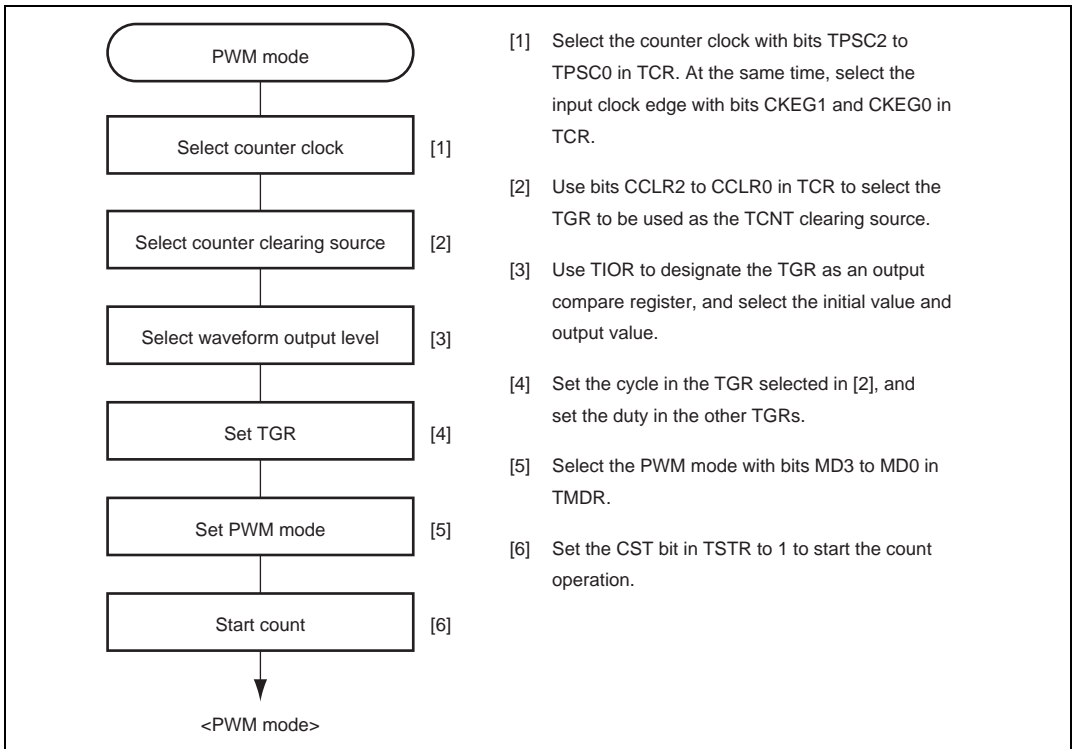 PWM mode
Select counter clock [1]
Select counter clearing source [2]
Select waveform output level [3]
Set TGR [4]
Set PWM mode [5]
Start count [6]
<PWM mode>
[1] Select the counter clock with bits TPSC2 to
TPSC0 in TCR. At the same time, select the
input clock edge with bits CKEG1 and CKEG0 in
TCR.
[2] Use bits CCLR2 to CCLR0 in TCR to select the
TGR to be used as the TCNT clearing source.
[3] Use TIOR to designate the TGR as an output
compare register, and select the initial value and
output value.
[4] Set the cycle in the TGR selected in [2], and
set the duty in the other TGRs.
[5] Select the PWM mode with bits MD3 to MD0 in
TMDR.
[6] Set the CST bit in TSTR to 1 to start the count
operation.